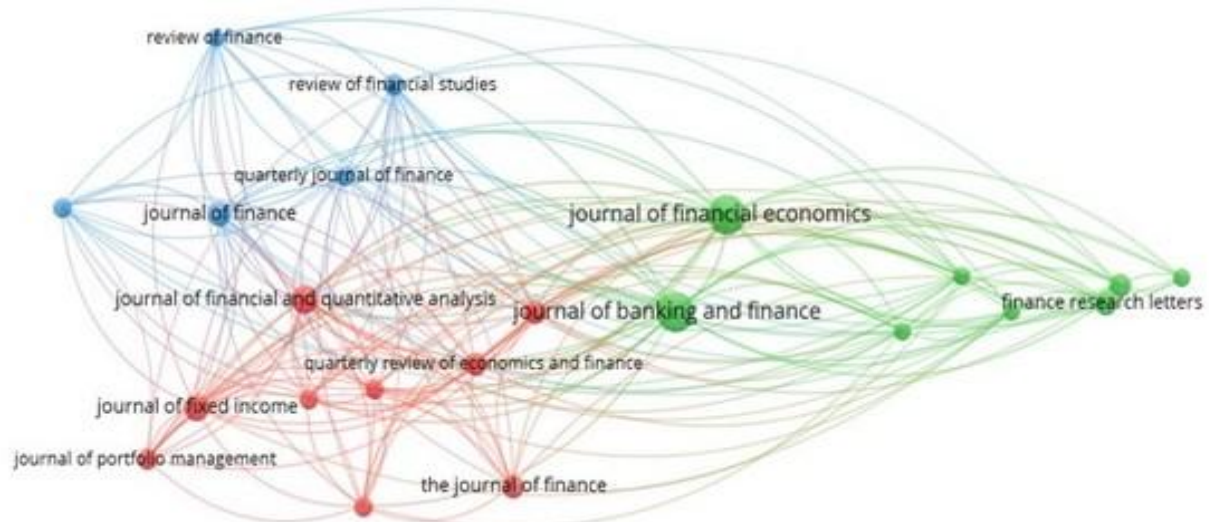 review of finance
review of financial studies
quarterly journal of finance
journal of finance
journal of financial economics
journal of financial and quantitative analysis
journal of banking and finance
finance research letters
quarterly review of economics and finance
journal of fixed income
journal of portfolio management
the journal of finance